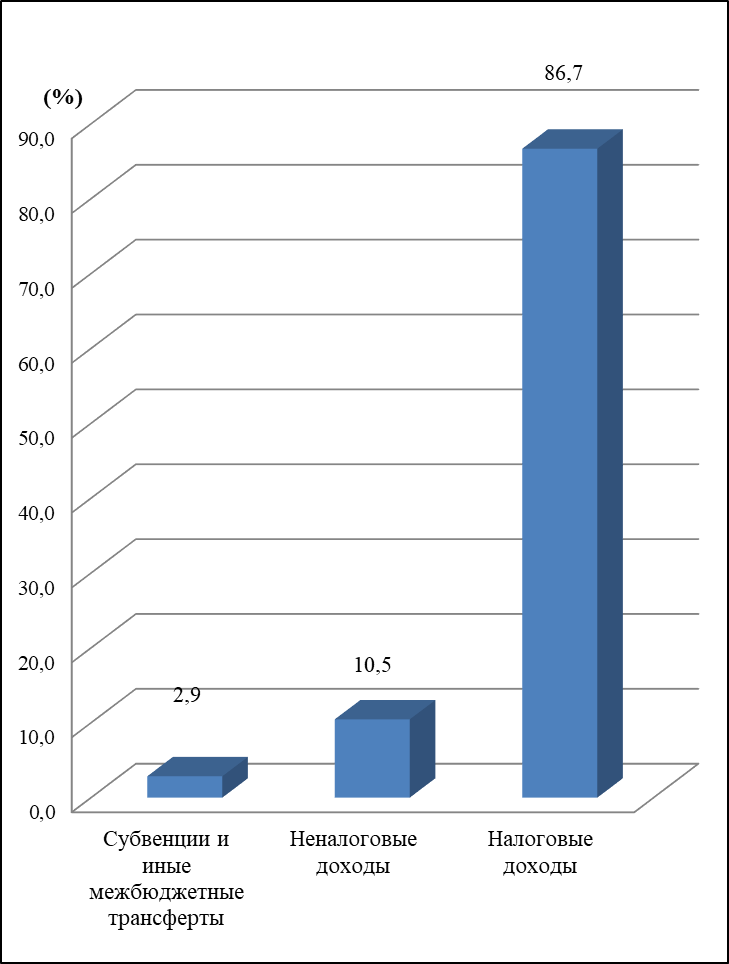 86,7
(%)
90,0
80,0
70,0
60,0
50,0
40,0
30,0
20,0
10,5
2,9
10,0
0,0
Субвенции и
иные
межбюджетные
трансферты
Неналоговые
доходы
Налоговые
доходы